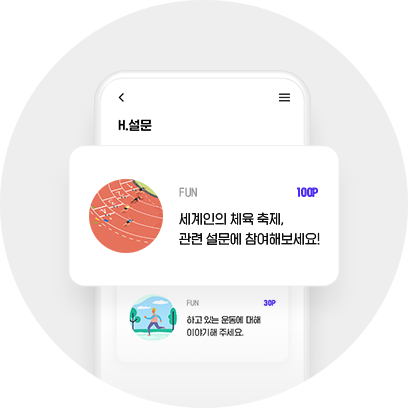 H.설문
FUN
100P
세계인의 체육 축제,
관련 설문에 참여해보세요!
FUN
30P
하고 있는 운동에 대해
이야기해 주세요.